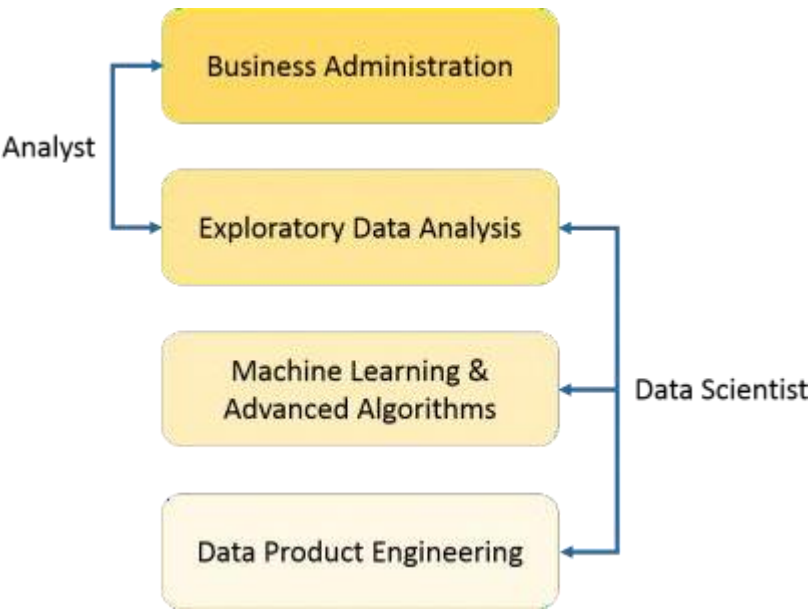 Business Administration
Analyst
Exploratory Data Analysis
Machine Learning &
Advanced Algorithms
Data Scientist
Data Product Engineering